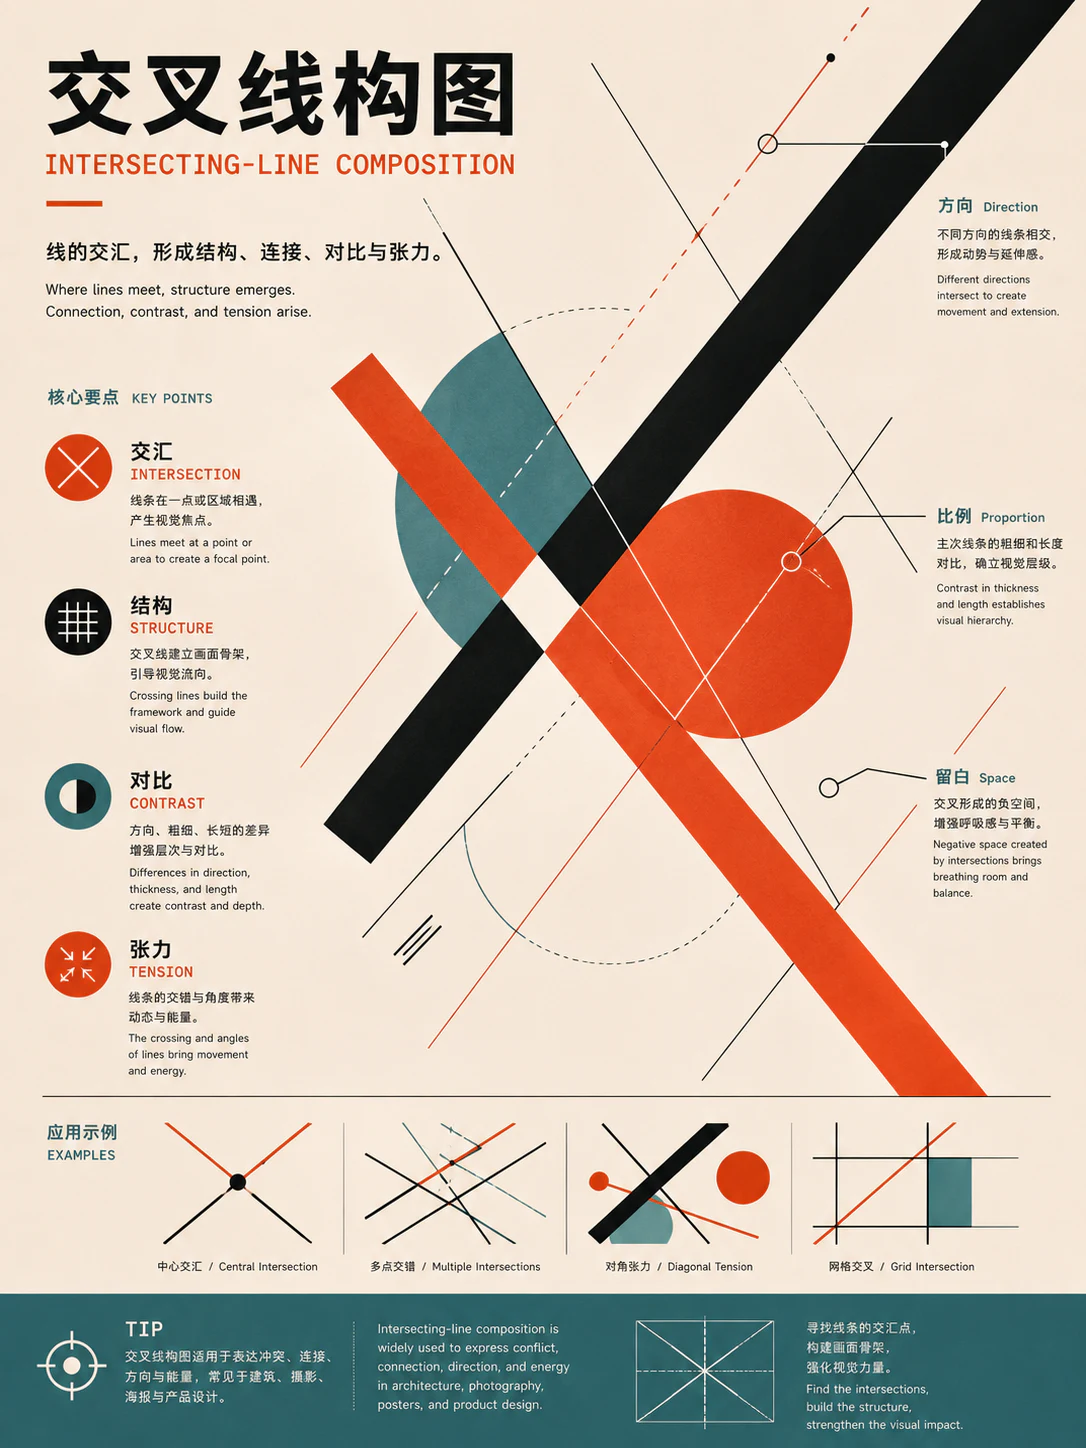 交叉线构图
INTERSECTING-LINE COMPOSITION
线的交汇，形成结构、连接、对比与张力。
Where lines meet, structure emerges.
Connection, contrast, and tension arise.
核心要点 KEY POINTS
交汇
INTERSECTION
线条在一点或区域相遇，
产生视觉焦点。
Lines meet at a point or
area to create a focal point.
结构
STRUCTURE
交叉线建立画面骨架，
引导视觉流向。
Crossing lines build the
framework and guide
visual flow.
对比
CONTRAST
方向、粗细、长短的差异
增强层次与对比。
Differences in direction,
thickness, and length
create contrast and depth.
张力
TENSION
线条的交错与角度带来
动态与能量。
The crossing and angles
of lines bring movement
and energy.
方向 Direction
不同方向的线条相交，
形成动势与延伸感。
Different directions
intersect to create
movement and extension.
比例 Proportion
主次线条的粗细和长度
对比，确立视觉层级。
Contrast in thickness
and length establishes
visual hierarchy.
留白 Space
交叉形成的负空间，
增强呼吸感与平衡。
Negative space created
by intersections brings
breathing room and
balance.
应用示例
EXAMPLES
中心交汇 / Central Intersection
多点交错 / Multiple Intersections
对角张力 / Diagonal Tension
网格交叉 / Grid Intersection
TIP
交叉线构图适用于表达冲突、连接、
方向与能量，常见于建筑、摄影、
海报与产品设计。
Intersecting-line composition is
widely used to express conflict,
connection, direction, and energy
in architecture, photography,
posters, and product design.
寻找线条的交汇点，
构建画面骨架，
强化视觉力量。
Find the intersections,
build the structure,
strengthen the visual impact.